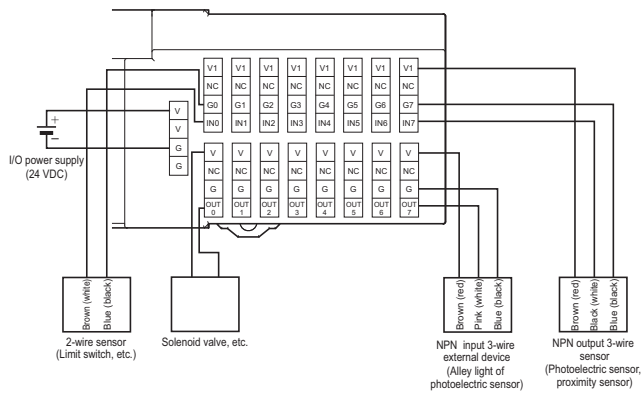 V1 V1 V1 V1 V1 V1 V1 V1
NC NC NC NC NC NC NC NC
G0 G1 G2 G3 G4 G5 G6 G7
IN0 IN1 IN2 IN3 IN4 IN5 IN6 IN7
V
V
G
G
+
−
I/O power supply
(24 VDC)
V V V V V V V V
NC NC NC NC NC NC NC NC
G G G G G G G G
OUT OUT OUT OUT OUT OUT OUT OUT
0 1 2 3 4 5 6 7
Brown (white)
Blue (black)
2-wire sensor
(Limit switch, etc.)
Solenoid valve, etc.
Brown (red)
Pink (white)
Blue (black)
NPN input 3-wire
external device
(Alley light of
photoelectric sensor)
Brown (red)
Black (white)
Blue (black)
NPN output 3-wire
sensor
(Photoelectric sensor,
proximity sensor)